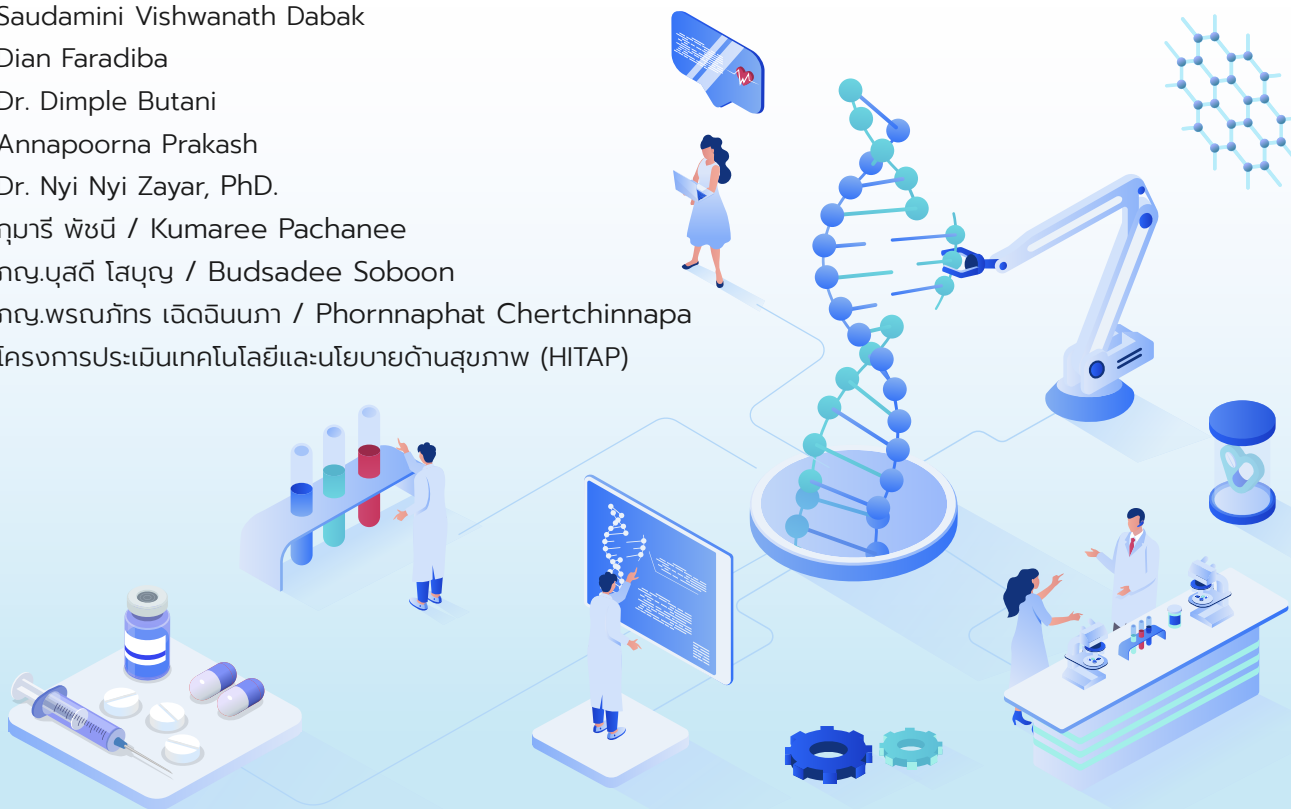 Saudamini Vishwanath Dabak
Dian Faradiba
Dr. Dimple Butani
Annapoorna Prakash
Dr. Nyi Nyi Zayar, PhD.
กุมารี พัชนี / Kumaree Pachanee
ภญ.บุสดี โสบุญ / Budsadee Soboon
ภญ.พรณภัทร เฉิดฉินนภา / Phornnaphat Chertchinnapa
โครงการประเมินเทคโนโลยีและนโยบายด้านสุขภาพ (HITAP)